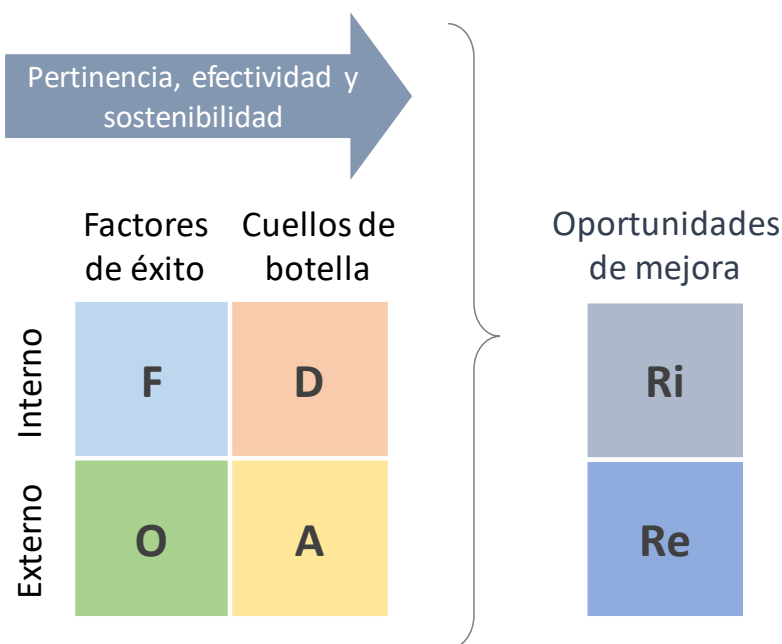 Pertinencia, efectividad y
sostenibilidad
Factores
de éxito
Cuellos de
botella
Oportunidades
de mejora
Interno
F
D
Ri
Externo
O
A
Re